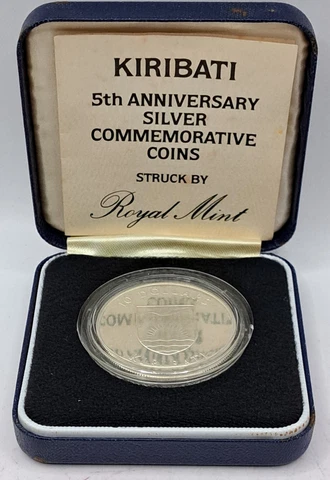 KIRIBATI
5th ANNIVERSARY
SILVER
COMMEMORATIVE
COINS
STRUCK BY
Royal Mint